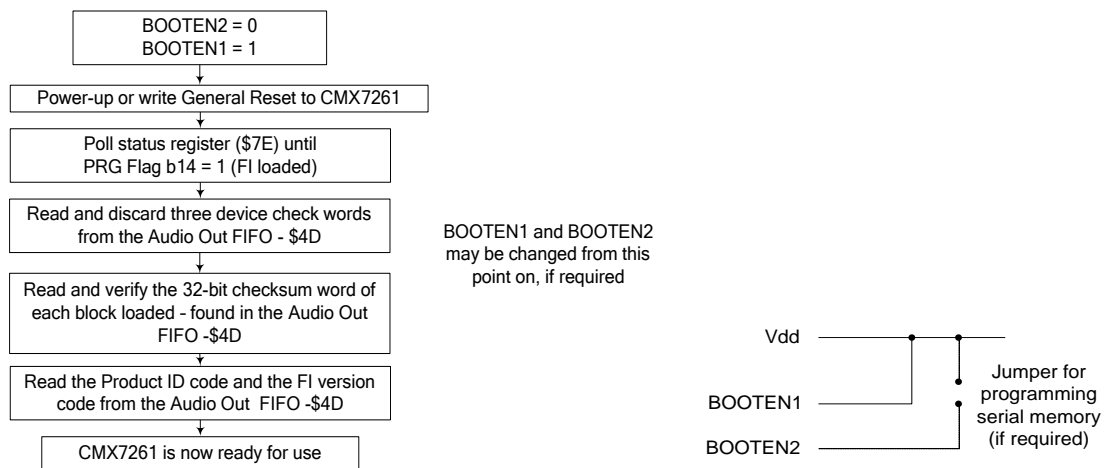 BOOTEN2 = 0
BOOTEN1 = 1
Power-up or write General Reset to CMX7261
Poll status register ($7E) until
PRG Flag b14 = 1 (FI loaded)
Read and discard three device check words
from the Audio Out FIFO - $4D
BOOTEN1 and BOOTEN2
may be changed from this
point on, if required
Read and verify the 32-bit checksum word of
each block loaded - found in the Audio Out
FIFO -$4D
Read the Product ID code and the FI version
code from the Audio Out FIFO -$4D
CMX7261 is now ready for use
Vdd
BOOTEN1
BOOTEN2
Jumper for
programming
serial memory
(if required)